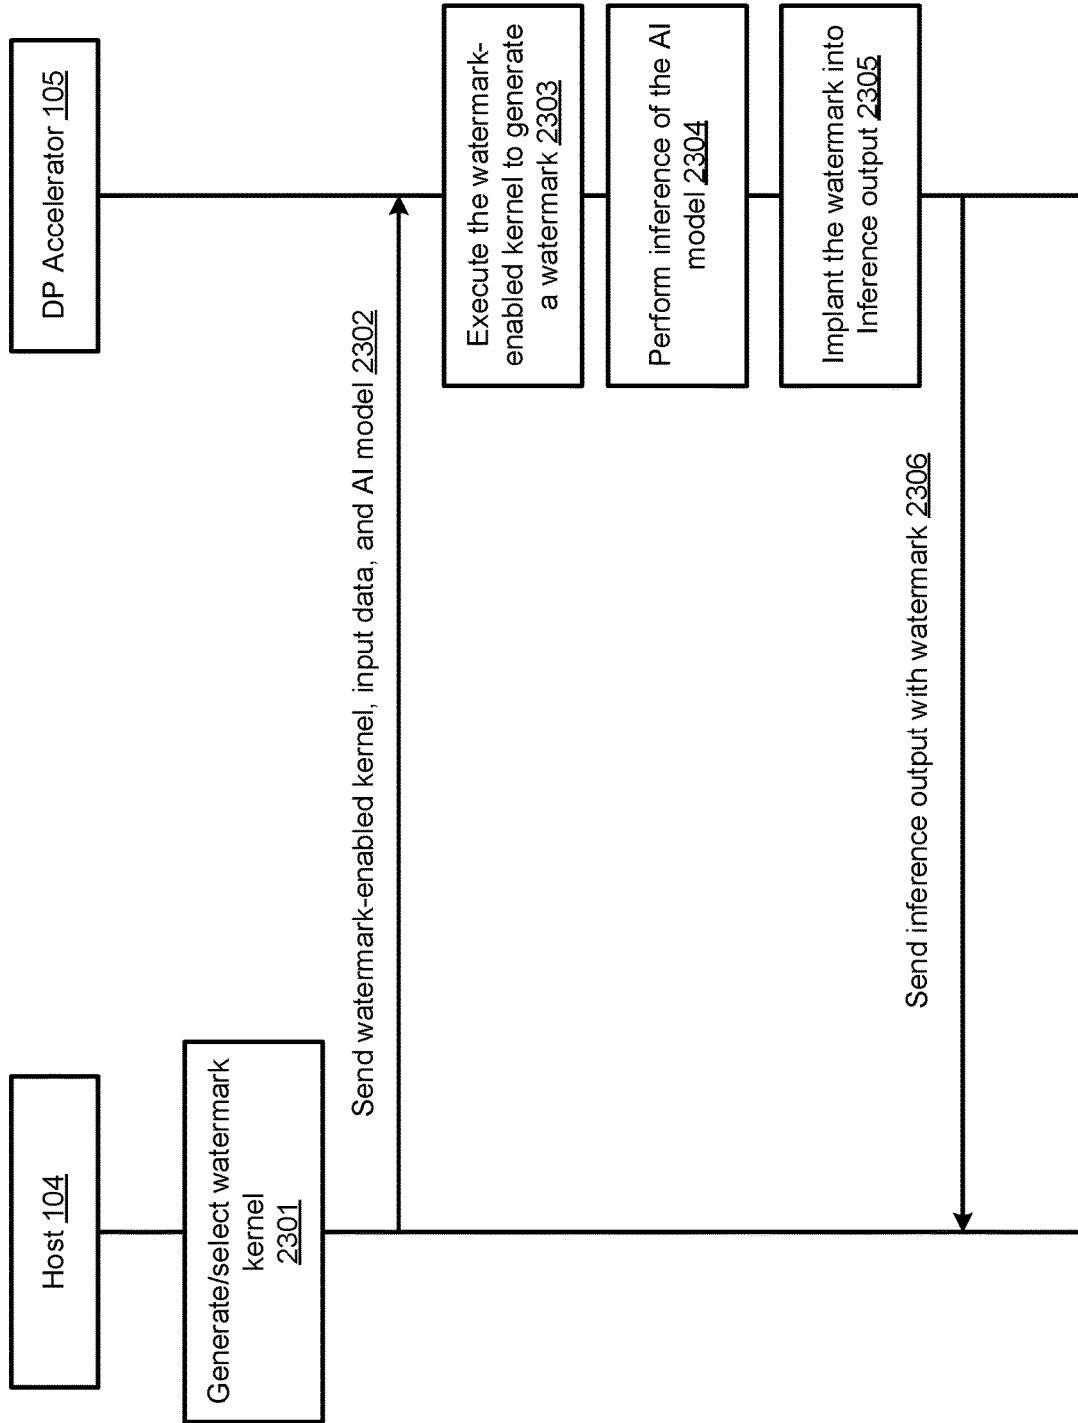 Host 104
DP Accelerator 105
Generate/select watermark
kernel
2301
Send watermark-enabled kernel, input data, and AI model 2302
Execute the watermark-
enabled kernel to generate
a watermark 2303
Perform inference of the AI
model 2304
Implant the watermark into
Inference output 2305
Send inference output with watermark 2306